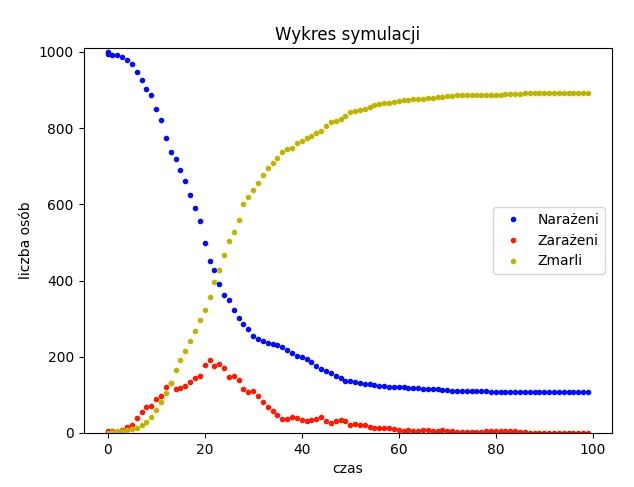 Wykres symulacji
1000
800
600
400
200
0
liczba osób
Narażeni
Zarażeni
Zmarli
0 20 40 60 80 100
czas